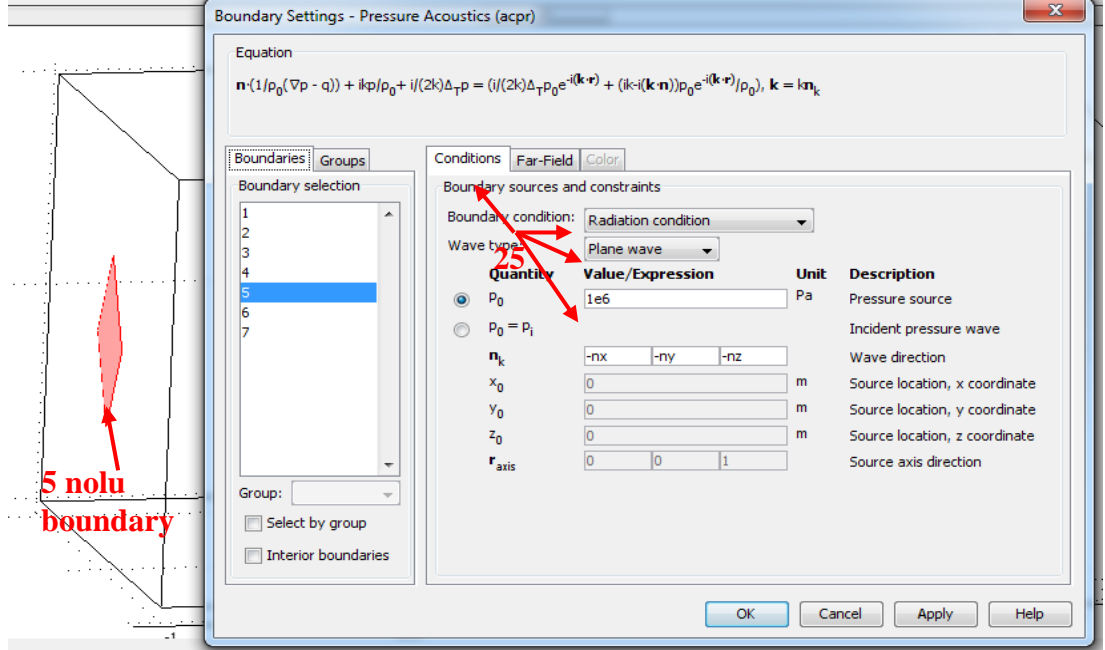 Boundary Settings - Pressure Acoustics (acpr)
Equation
n·(1/ρ0(∇p - q)) + ikp/ρ0+ i/(2k)ΔTp = (i/(2k)ΔTp0e-i(k·r) + (ik-i(k·n))p0e-i(k·r)/ρ0), k = knk
Boundaries Groups
Conditions Far-Field Color
Boundary selection
1
2
3
4
5
6
7
Group:
Select by group
Interior boundaries
Boundary sources and constraints
Boundary condition: Radiation condition
Wave type: Plane wave
25
Quantity Value/Expression Unit Description
p0 1e6 Pa Pressure source
p0 = pi Incident pressure wave
nk -nx -ny -nz Wave direction
x0 0 m Source location, x coordinate
y0 0 m Source location, y coordinate
z0 0 m Source location, z coordinate
raxis 0 0 1 Source axis direction
5 nolu
boundary
-1
OK Cancel Apply Help